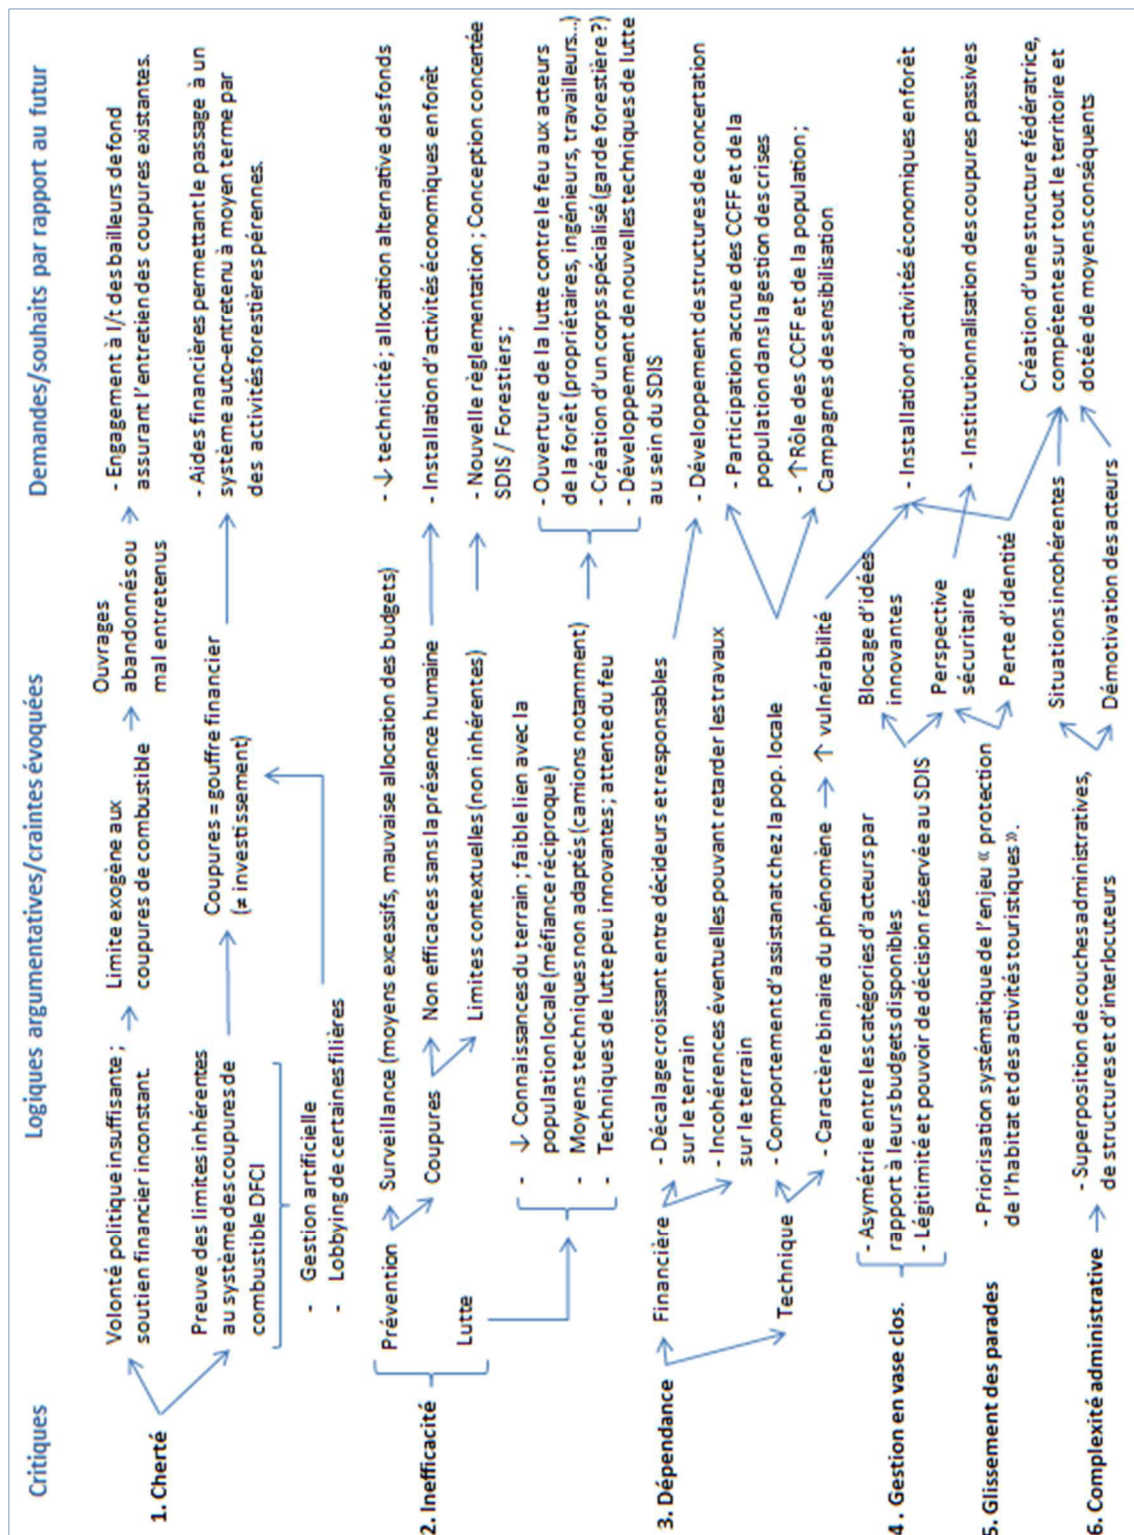 Critiques
Logiques argumentatives/craintes évoquées
Demandes/souhaits par rapport au futur
1. Cherté
Volonté politique insuffisante ;
soutien financier inconstant.
Limite exogène aux
coupures de combustible
Ouvrages
abandonnés ou
mal entretenus
- Engagement à l/t des bailleurs de fond
assurant l'entretien des coupures existantes.
Preuve des limites inhérentes
au système des coupures de
combustible DFCI
Coupures = gouffre financier
(≠ investissement)
- Aides financières permettant le passage à un
système auto-entretenu à moyen terme par
des activités forestières pérennes.
- Gestion artificielle
- Lobbying de certaines filières
2. Inefficacité
Prévention
Surveillance (moyens excessifs, mauvaise allocation des budgets)
- ↓ technicité ; allocation alternative des fonds
Coupures
Non efficaces sans la présence humaine
- Installation d'activités économiques en forêt
Limites contextuelles (non inhérentes)
- Nouvelle règlementation ; Conception concertée
SDIS / Forestiers ;
Lutte
- ↓ Connaissances du terrain ; faible lien avec la
population locale (méfiance réciproque)
- Moyens techniques non adaptés (camions notamment)
- Techniques de lutte peu innovantes ; attente du feu
- Ouverture de la lutte contre le feu aux acteurs
de la forêt (propriétaires, ingénieurs, travailleurs...)
- Création d'un corps spécialisé (garde forestière ?)
- Développement de nouvelles techniques de lutte
au sein du SDIS
3. Dépendance
Financière
- Décalage croissant entre décideurs et responsables
sur le terrain
- Incohérences éventuelles pouvant retarder les travaux
sur le terrain
- Développement de structures de concertation
Technique
- Comportement d'assistanat chez la pop. locale
- Caractère binaire du phénomène
↑ vulnérabilité
- Participation accrue des CCFF et de la
population dans la gestion des crises
- ↑Rôle des CCFF et de la population ;
Campagnes de sensibilisation
4. Gestion en vase clos.
- Asymétrie entre les catégories d'acteurs par
rapport à leurs budgets disponibles
- Légitimité et pouvoir de décision réservée au SDIS
Blocage d'idées
innovantes
Perspective
sécuritaire
- Installation d'activités économiques en forêt
- Institutionnalisation des coupures passives
5. Glissement des parades
- Priorisation systématique de l'enjeu « protection
de l'habitat et des activités touristiques ».
Perte d'identité
Création d'une structure fédératrice,
compétente sur tout le territoire et
dotée de moyens conséquents
6. Complexité administrative
- Superposition de couches administratives,
de structures et d'interlocuteurs
Situations incohérentes
Démotivation des acteurs